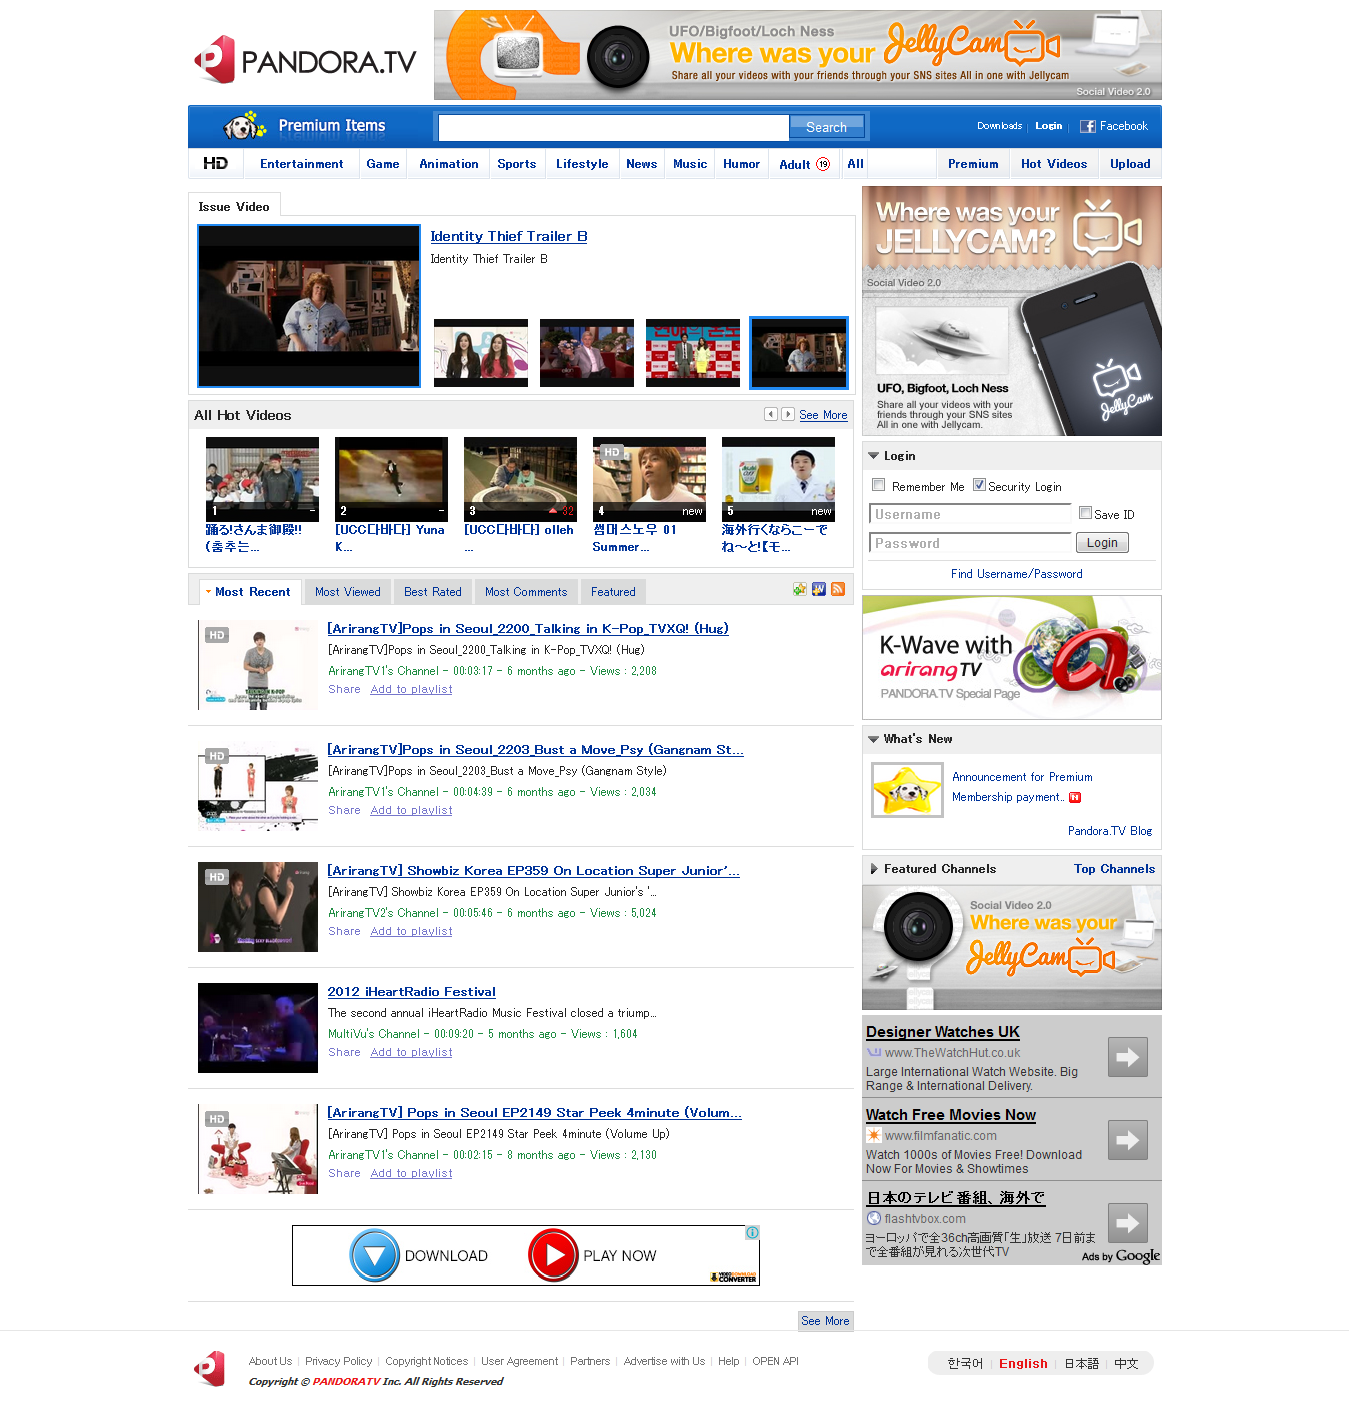 PANDORA.TV
UFO/Bigfoot/Loch Ness
Where was your JellyCam
Share all your videos with your friends through your SNS sites All in one with Jellycam
Social Video 2.0
Premium Items
Search
Downloads
Login
Facebook
HD Entertainment Game Animation Sports Lifestyle News Music Humor Adult 19 All Premium Hot Videos Upload
Issue Video
Identity Thief Trailer B
Identity Thief Trailer B
All Hot Videos
See More
1
2
3 32
HD
4 new
5 new
踊る!さんま御殿!!
(춤추는...
[UCC다바다] Yuna
K...
[UCC다바다] olleh
...
썸머스노우 01
Summer...
海外行くならこーで
ね〜と!【モ...
Most Recent Most Viewed Best Rated Most Comments Featured
HD
[ArirangTV]Pops in Seoul_2200_Talking in K-Pop_TVXQ! (Hug)
[ArirangTV]Pops in Seoul_2200_Talking in K-Pop_TVXQ! (Hug)
ArirangTV1's Channel - 00:03:17 - 6 months ago - Views : 2,208
Share Add to playlist
HD
[ArirangTV]Pops in Seoul_2203_Bust a Move_Psy (Gangnam St...
[ArirangTV]Pops in Seoul_2203_Bust a Move_Psy (Gangnam Style)
ArirangTV1's Channel - 00:04:39 - 6 months ago - Views : 2,034
Share Add to playlist
HD
[ArirangTV] Showbiz Korea EP359 On Location Super Junior'...
[ArirangTV] Showbiz Korea EP359 On Location Super Junior's '...
ArirangTV2's Channel - 00:05:46 - 6 months ago - Views : 5,024
Share Add to playlist
2012 iHeartRadio Festival
The second annual iHeartRadio Music Festival closed a triump...
MultiVu's Channel - 00:09:20 - 5 months ago - Views : 1,604
Share Add to playlist
HD
[ArirangTV] Pops in Seoul EP2149 Star Peek 4minute (Volum...
[ArirangTV] Pops in Seoul EP2149 Star Peek 4minute (Volume Up)
ArirangTV1's Channel - 00:02:15 - 8 months ago - Views : 2,130
Share Add to playlist
DOWNLOAD
PLAY NOW
CONVERTER
See More
Where was your
JELLYCAM?
Social Video 2.0
UFO, Bigfoot, Loch Ness
Share all your videos with your
friends through your SNS sites
All in one with Jellycam.
JellyCam
Login
Remember Me Security Login
Username
Save ID
Password
Login
Find Username/Password
K-Wave with
arirang TV
PANDORA.TV Special Page
What's New
Announcement for Premium
Membership payment..
Pandora.TV Blog
Featured Channels
Top Channels
Social Video 2.0
Where was your
JellyCam
Designer Watches UK
www.TheWatchHut.co.uk
Large International Watch Website. Big
Range & International Delivery.
Watch Free Movies Now
www.filmfanatic.com
Watch 1000s of Movies Free! Download
Now For Movies & Showtimes
日本のテレビ番組、海外で
flashtvbox.com
ヨーロッパで全36ch高画質｢生｣放送 7日前ま
で全番組が見れる次世代TV
Ads by Google
About Us Privacy Policy Copyright Notices User Agreement Partners Advertise with Us Help OPEN API
Copyright © PANDORATV Inc. All Rights Reserved
한국어 English 日本語 中文